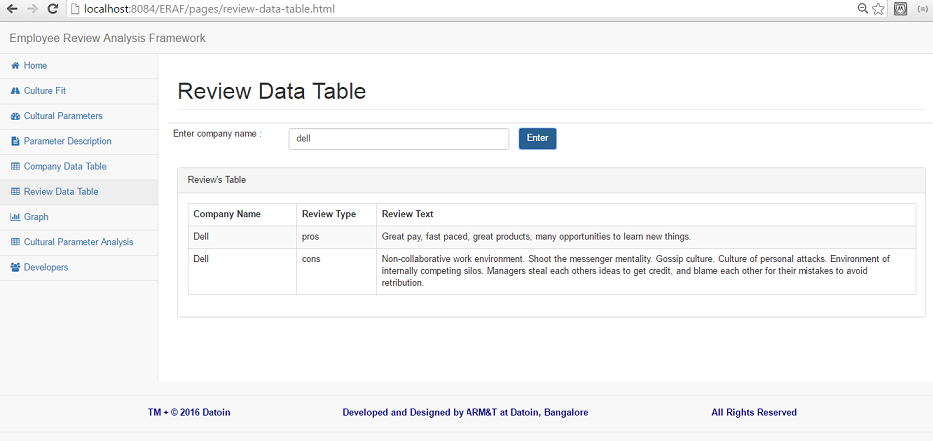 localhost:8084/ERAF/pages/review-data-table.html
Employee Review Analysis Framework
Home
Culture Fit
Cultural Parameters
Parameter Description
Company Data Table
Review Data Table
Graph
Cultural Parameter Analysis
Developers
Review Data Table
Enter company name :
dell
Enter
Review's Table
Company Name Review Type Review Text
Dell pros Great pay, fast paced, great products, many opportunities to learn new things.
Dell cons Non-collaborative work environment. Shoot the messenger mentality. Gossip culture. Culture of personal attacks. Environment of
internally competing silos. Managers steal each others ideas to get credit, and blame each other for their mistakes to avoid
retribution.
TM • © 2016 Datoin Developed and Designed by ARM&T at Datoin, Bangalore All Rights Reserved